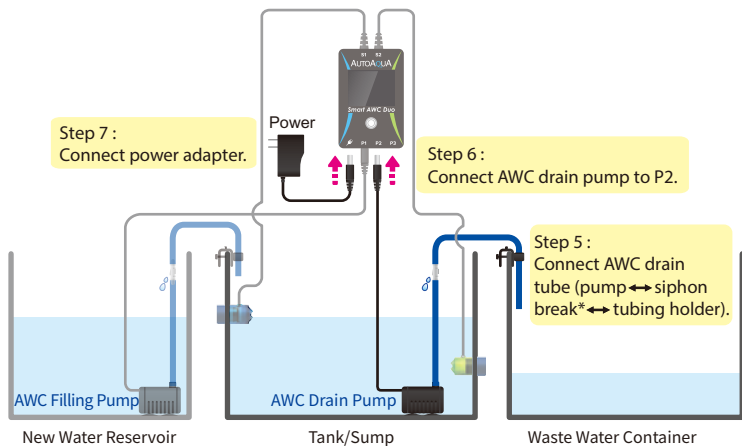 S1 S2
AUTOAQUA
Smart AWC Duo
P1 P2 P3
Power
Step 7 :
Connect power adapter.
Step 6 :
Connect AWC drain pump to P2.
Step 5 :
Connect AWC drain
tube (pump ↔ siphon
break* ↔ tubing holder).
AWC Filling Pump
AWC Drain Pump
New Water Reservoir
Tank/Sump
Waste Water Container